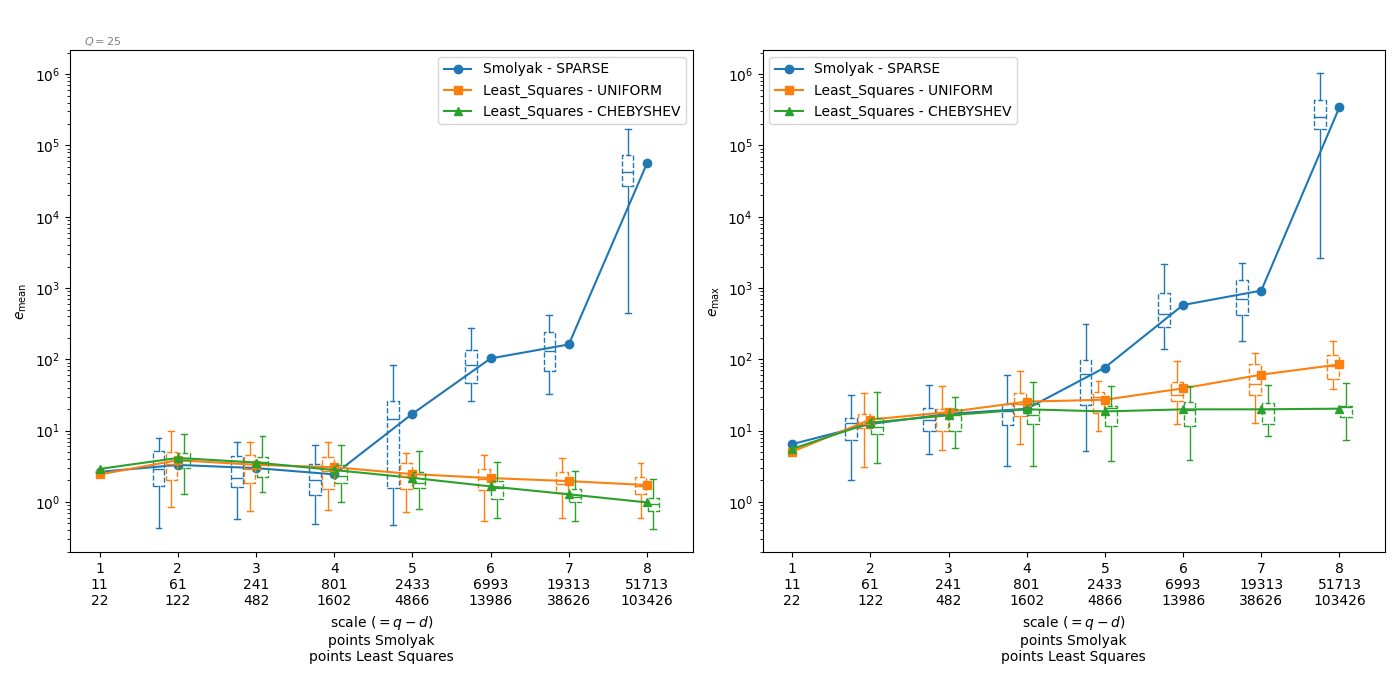 Q = 25
10⁶
10⁵
10⁴
10³
10²
10¹
10⁰
e_mean
Smolyak - SPARSE
Least_Squares - UNIFORM
Least_Squares - CHEBYSHEV
1 2 3 4 5 6 7 8
11 61 241 801 2433 6993 19313 51713
22 122 482 1602 4866 13986 38626 103426
scale (= q − d)
points Smolyak
points Least Squares
10⁶
10⁵
10⁴
10³
10²
10¹
10⁰
e_max
Smolyak - SPARSE
Least_Squares - UNIFORM
Least_Squares - CHEBYSHEV
1 2 3 4 5 6 7 8
11 61 241 801 2433 6993 19313 51713
22 122 482 1602 4866 13986 38626 103426
scale (= q − d)
points Smolyak
points Least Squares